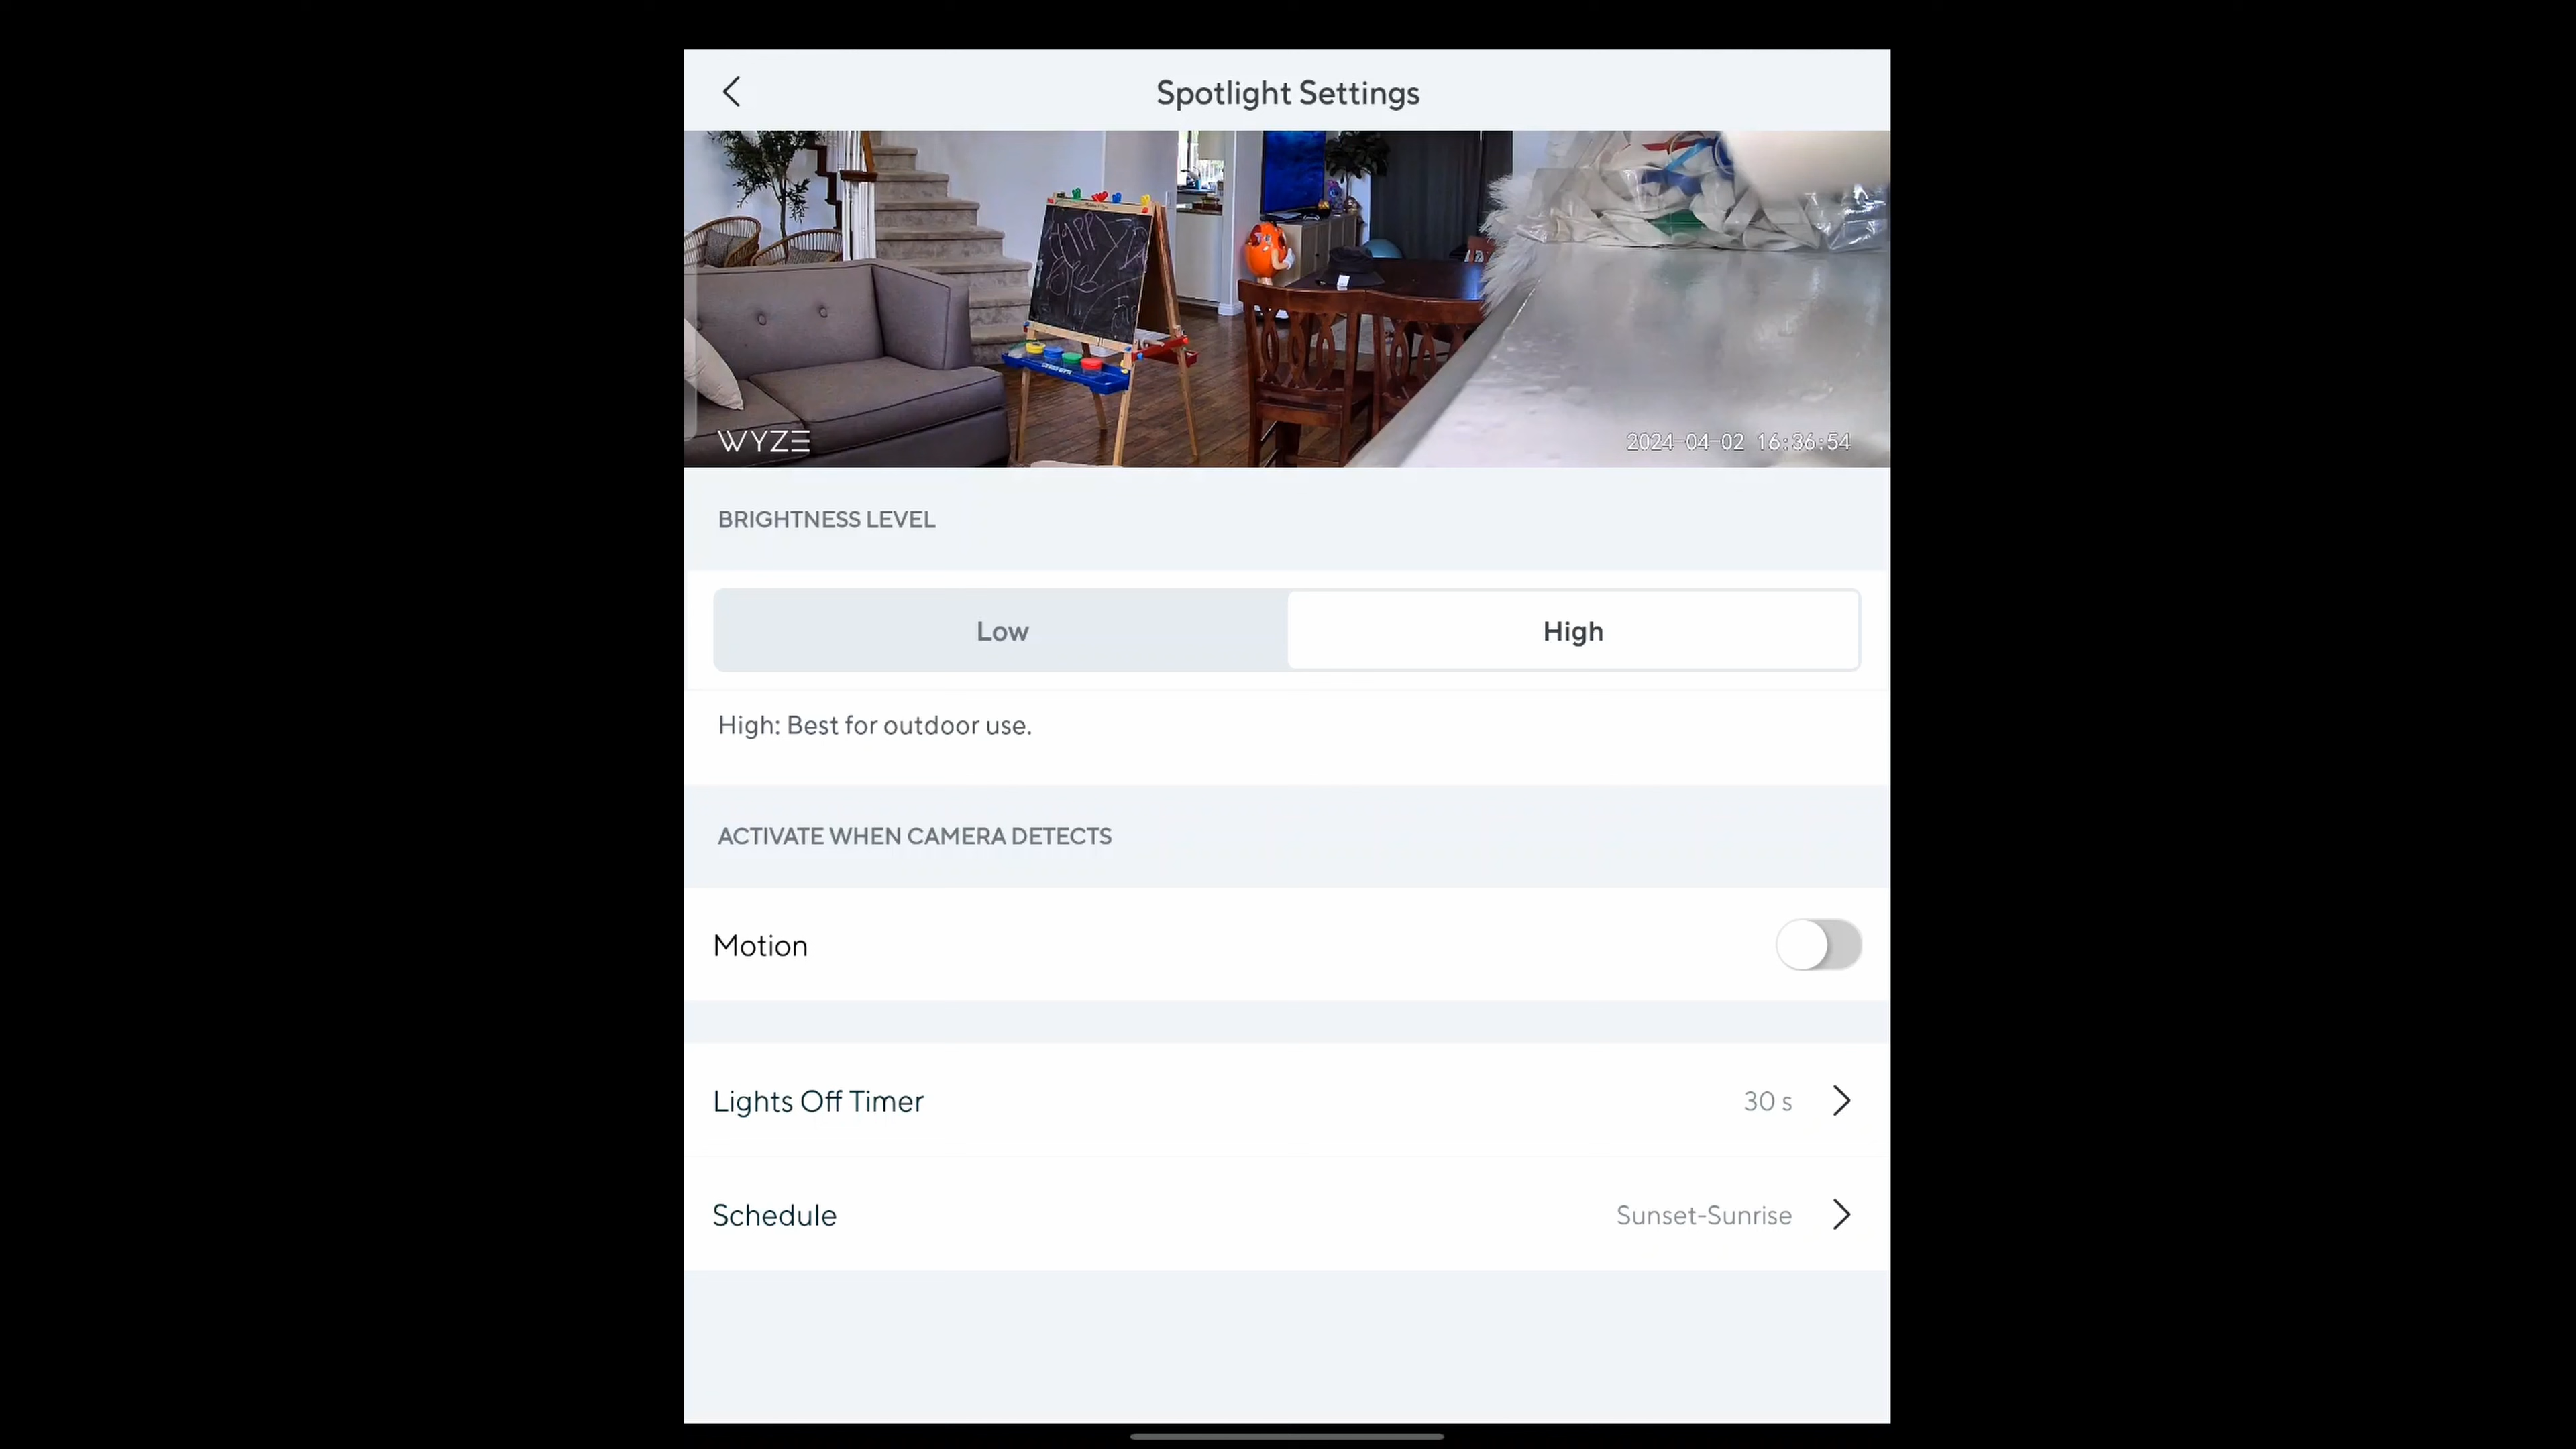 Spotlight Settings
HAPPY
WYZE
2024-04-02 16:36:54
BRIGHTNESS LEVEL
Low High
High: Best for outdoor use.
ACTIVATE WHEN CAMERA DETECTS
Motion
Lights Off Timer 30 s
Schedule Sunset-Sunrise